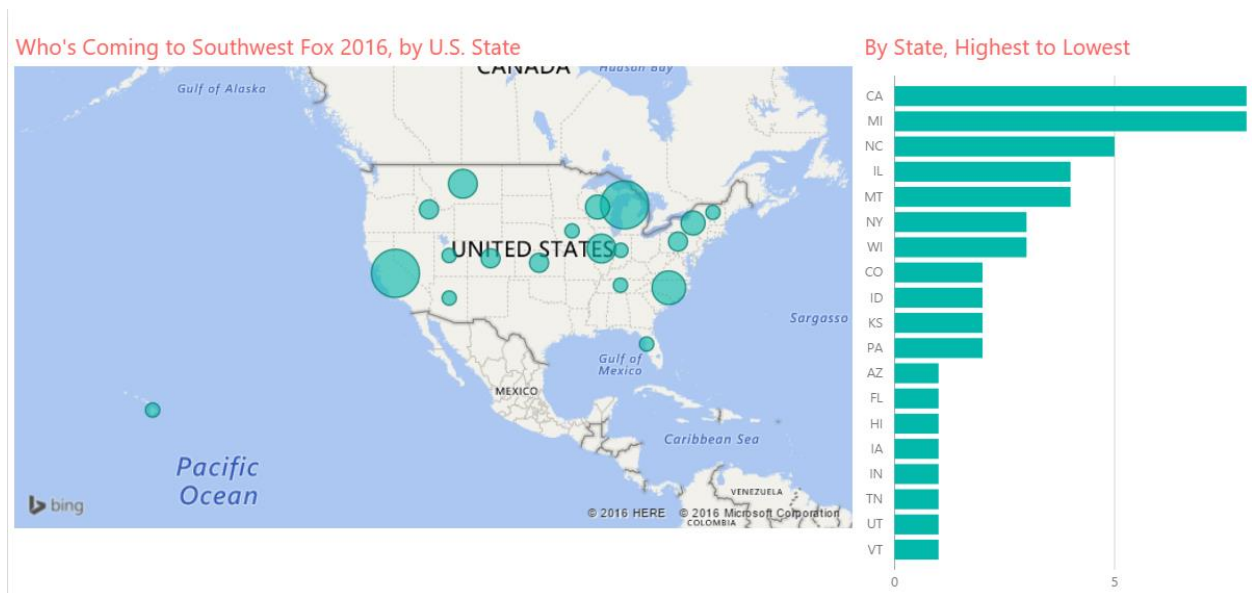 Who's Coming to Southwest Fox 2016, by U.S. State
By State, Highest to Lowest
CANADA
Hudson Bay
Gulf of Alaska
UNITED STATES
Sargasso
Gulf of
Mexico
MEXICO
Caribbean Sea
Pacific
Ocean
VENEZUELA
bing
© 2016 HERE © 2016 Microsoft Corporation
COLOMBIA
CA
MI
NC
IL
MT
NY
WI
CO
ID
KS
PA
AZ
FL
HI
IA
IN
TN
UT
VT
0 5